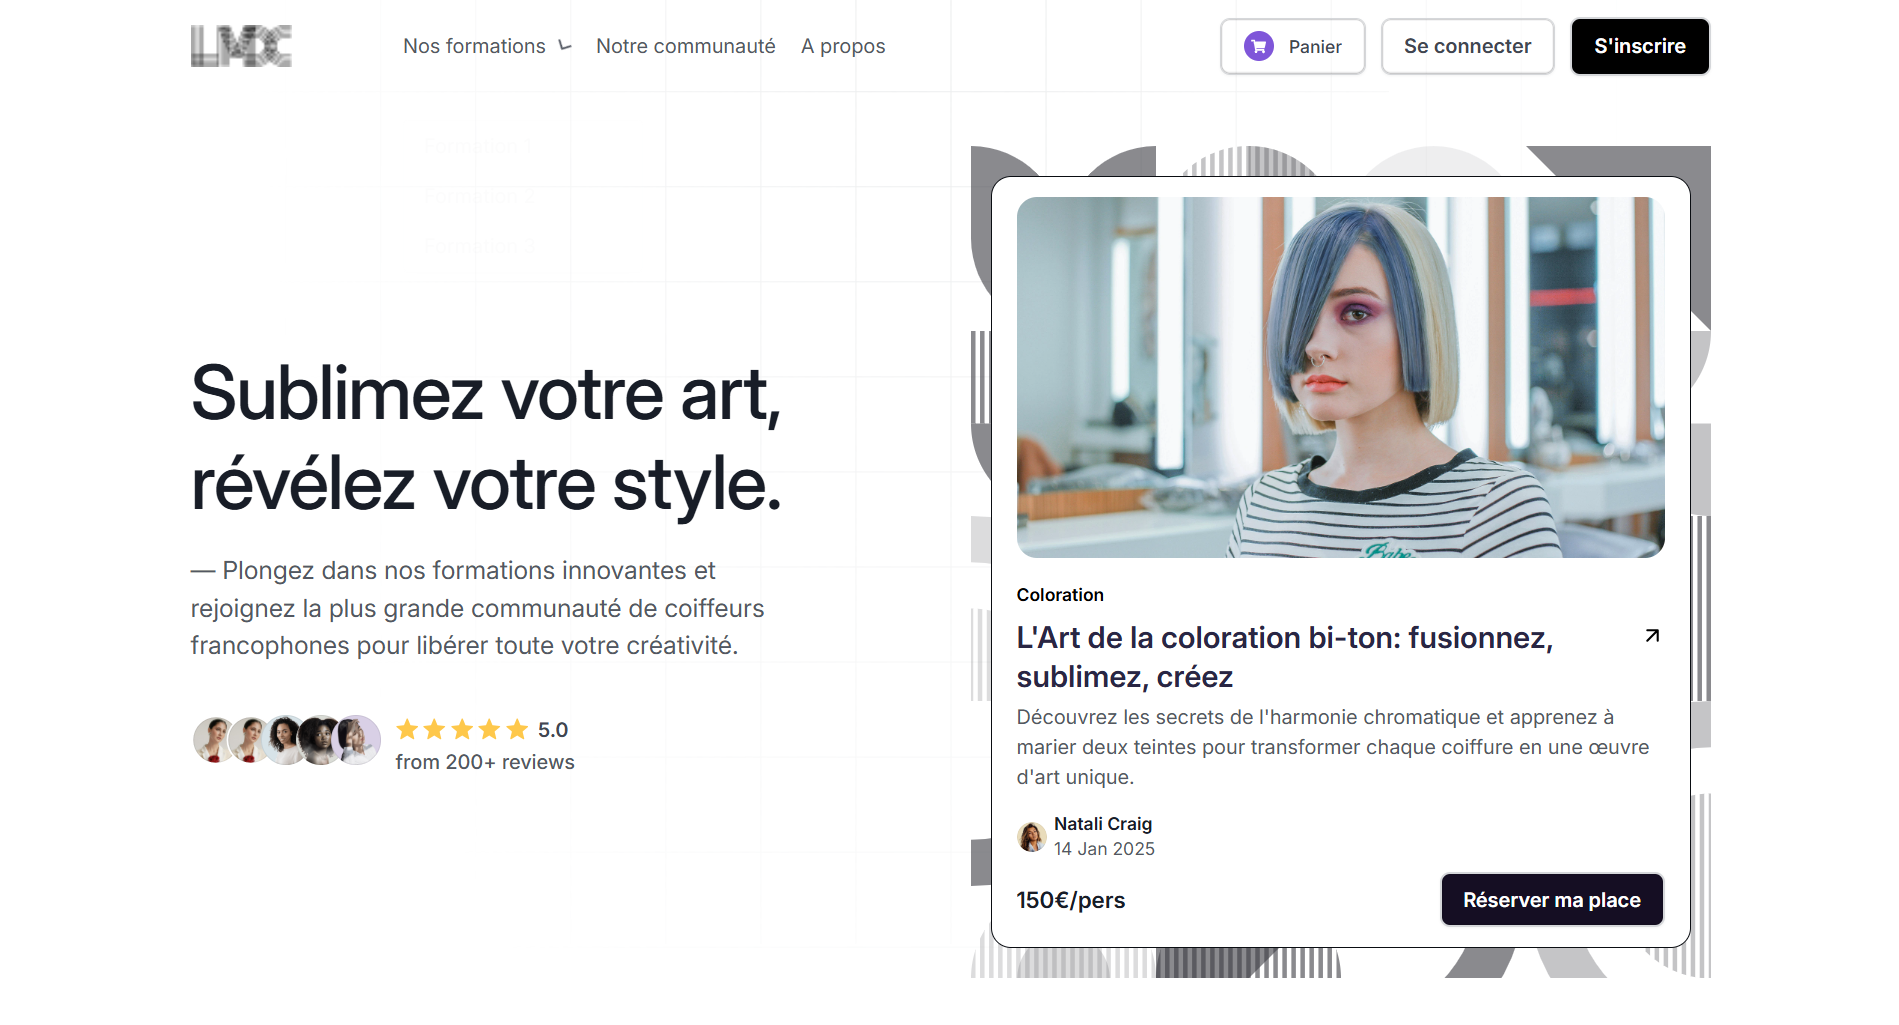 LMDC
Nos formations
Notre communauté
A propos
Panier
Se connecter
S'inscrire
Formation 1
Formation 2
Formation 3
Sublimez votre art,
révélez votre style.
— Plongez dans nos formations innovantes et
rejoignez la plus grande communauté de coiffeurs
francophones pour libérer toute votre créativité.
5.0
from 200+ reviews
Babe
Coloration
L'Art de la coloration bi-ton: fusionnez,
sublimez, créez
Découvrez les secrets de l'harmonie chromatique et apprenez à
marier deux teintes pour transformer chaque coiffure en une œuvre
d'art unique.
Natali Craig
14 Jan 2025
150€/pers
Réserver ma place